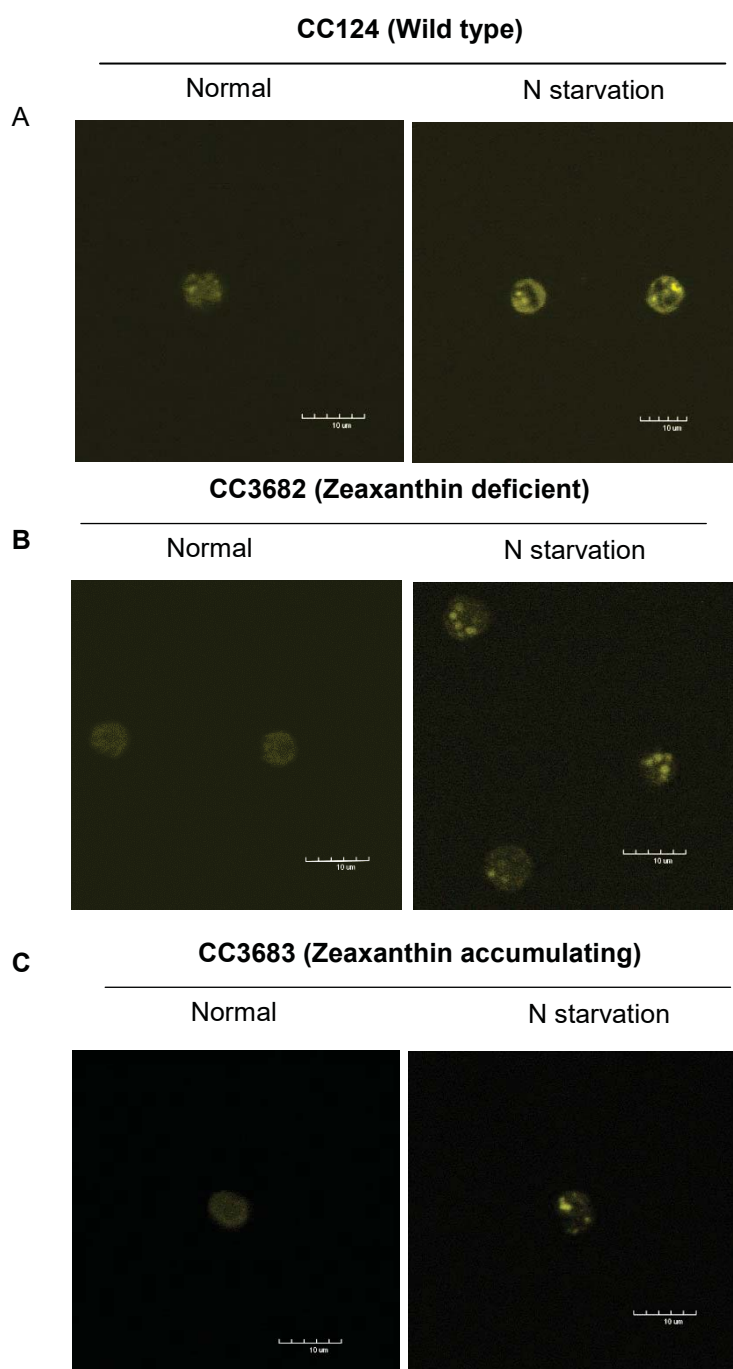 CC124 (Wild type)
Normal N starvation
A
10 um 10 um
CC3682 (Zeaxanthin deficient)
B
Normal N starvation
10 um 10 um
CC3683 (Zeaxanthin accumulating)
C
Normal N starvation
10 um 10 um